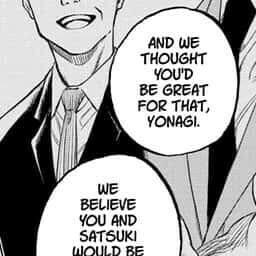 AND WE
THOUGHT
YOU'D
BE GREAT
FOR THAT,
YONAGI.
WE
BELIEVE
YOU AND
SATSUKI
WOULD BE